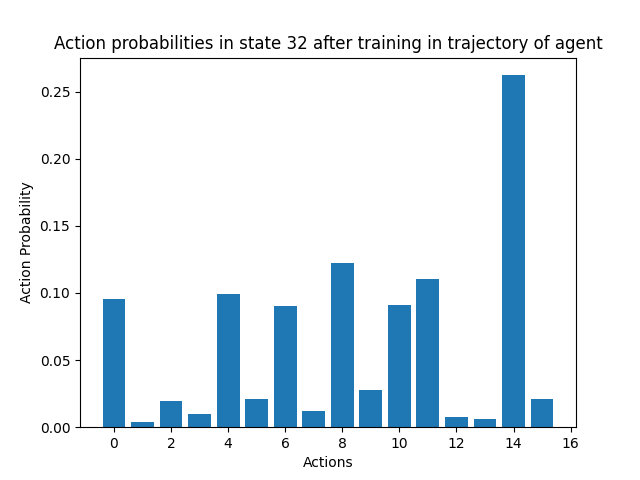 Action probabilities in state 32 after training in trajectory of agent
0.25
0.20
0.15
0.10
0.05
0.00
Action Probability
0 2 4 6 8 10 12 14 16
Actions